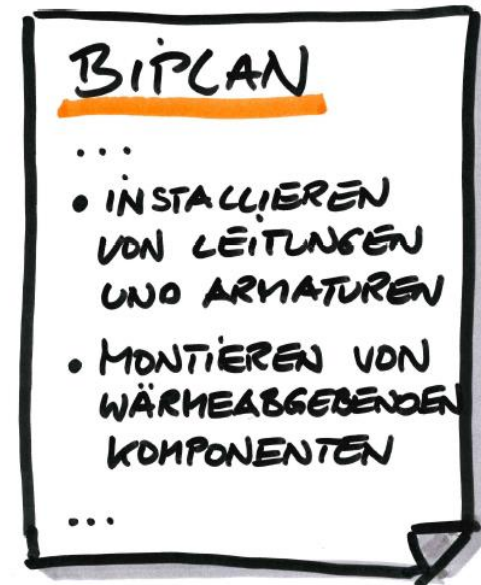 BIPLAN
...
• INSTALLIEREN
VON LEITUNGEN
UND ARMATUREN
• MONTIEREN VON
WÄRMEABGEBENDEN
KOMPONENTEN
...